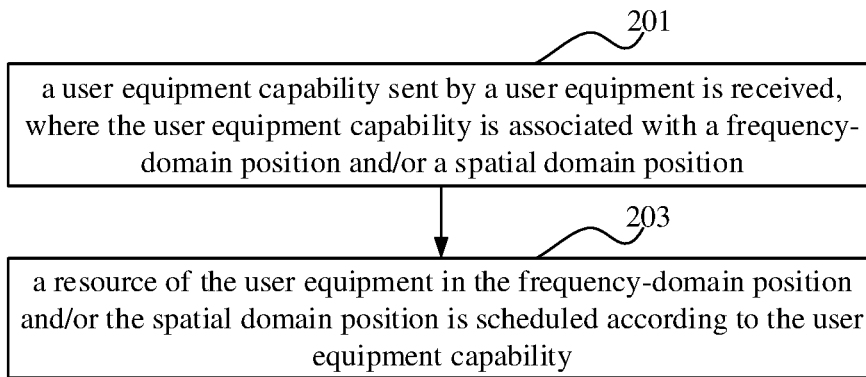 201
a user equipment capability sent by a user equipment is received,
where the user equipment capability is associated with a frequency-
domain position and/or a spatial domain position
203
a resource of the user equipment in the frequency-domain position
and/or the spatial domain position is scheduled according to the user
equipment capability